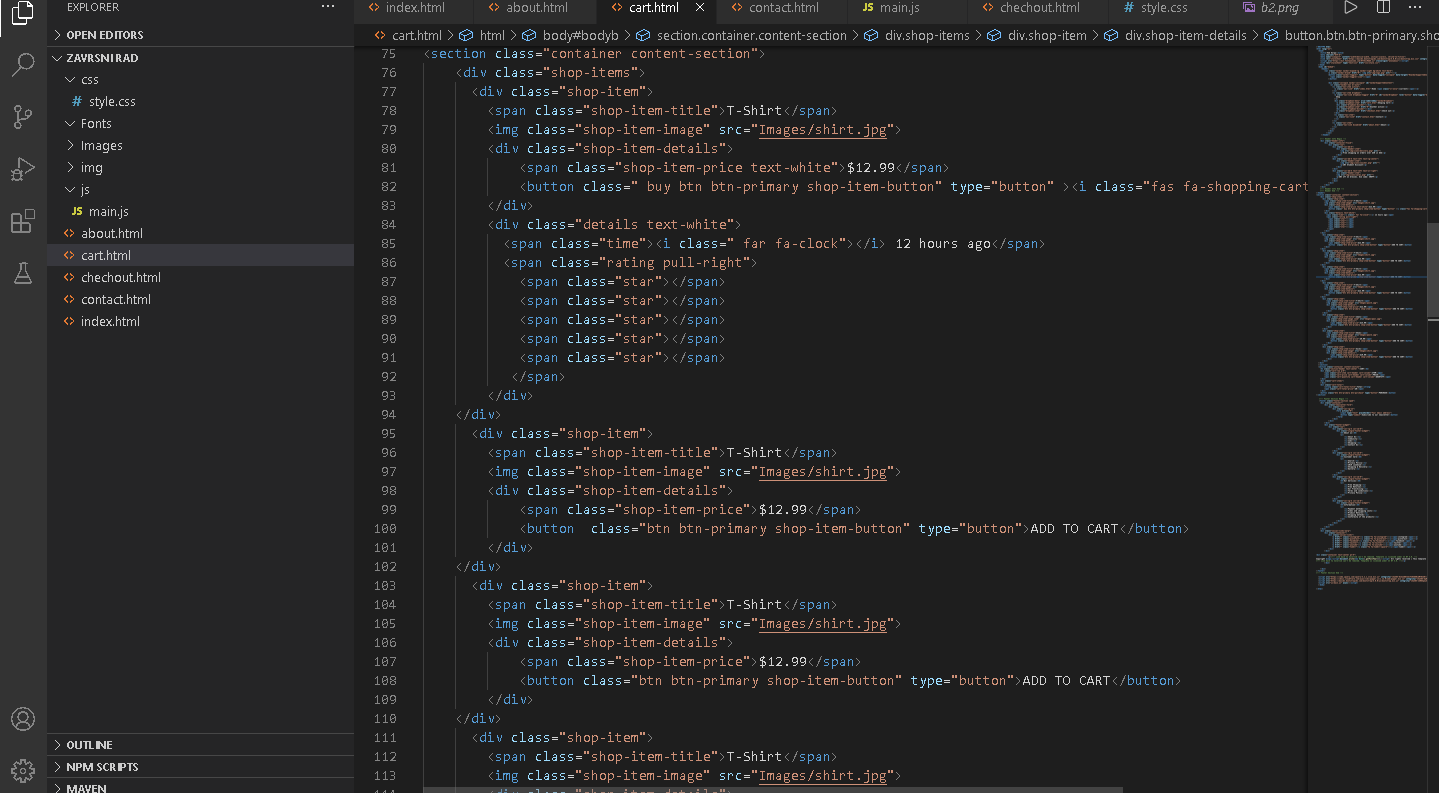 EXPLORER ···
index.html about.html cart.html × contact.html JS main.js chechout.html # style.css b2.png ···
> OPEN EDITORS
cart.html > html > body#bodyb > section.container.content-section > div.shop-items > div.shop-item > div.shop-item-details > button.btn.btn-primary.sho
ZAVRSNI RAD
css
# style.css
Fonts
> Images
> img
js
JS main.js
about.html
cart.html
chechout.html
contact.html
index.html
> OUTLINE
> NPM SCRIPTS
> MAVEN
75 <section class="container content-section">
76 <div class="shop-items">
77 <div class="shop-item">
78 <span class="shop-item-title">T-Shirt</span>
79 <img class="shop-item-image" src="Images/shirt.jpg">
80 <div class="shop-item-details">
81 <span class="shop-item-price text-white">$12.99</span>
82 <button class=" buy btn btn-primary shop-item-button" type="button" ><i class="fas fa-shopping-cart
83 </div>
84 <div class="details text-white">
85 <span class="time"><i class=" far fa-clock"></i> 12 hours ago</span>
86 <span class="rating pull-right">
87 <span class="star"></span>
88 <span class="star"></span>
89 <span class="star"></span>
90 <span class="star"></span>
91 <span class="star"></span>
92 </span>
93 </div>
94 </div>
95 <div class="shop-item">
96 <span class="shop-item-title">T-Shirt</span>
97 <img class="shop-item-image" src="Images/shirt.jpg">
98 <div class="shop-item-details">
99 <span class="shop-item-price">$12.99</span>
100 <button  class="btn btn-primary shop-item-button" type="button">ADD TO CART</button>
101 </div>
102 </div>
103 <div class="shop-item">
104 <span class="shop-item-title">T-Shirt</span>
105 <img class="shop-item-image" src="Images/shirt.jpg">
106 <div class="shop-item-details">
107 <span class="shop-item-price">$12.99</span>
108 <button class="btn btn-primary shop-item-button" type="button">ADD TO CART</button>
109 </div>
110 </div>
111 <div class="shop-item">
112 <span class="shop-item-title">T-Shirt</span>
113 <img class="shop-item-image" src="Images/shirt.jpg">